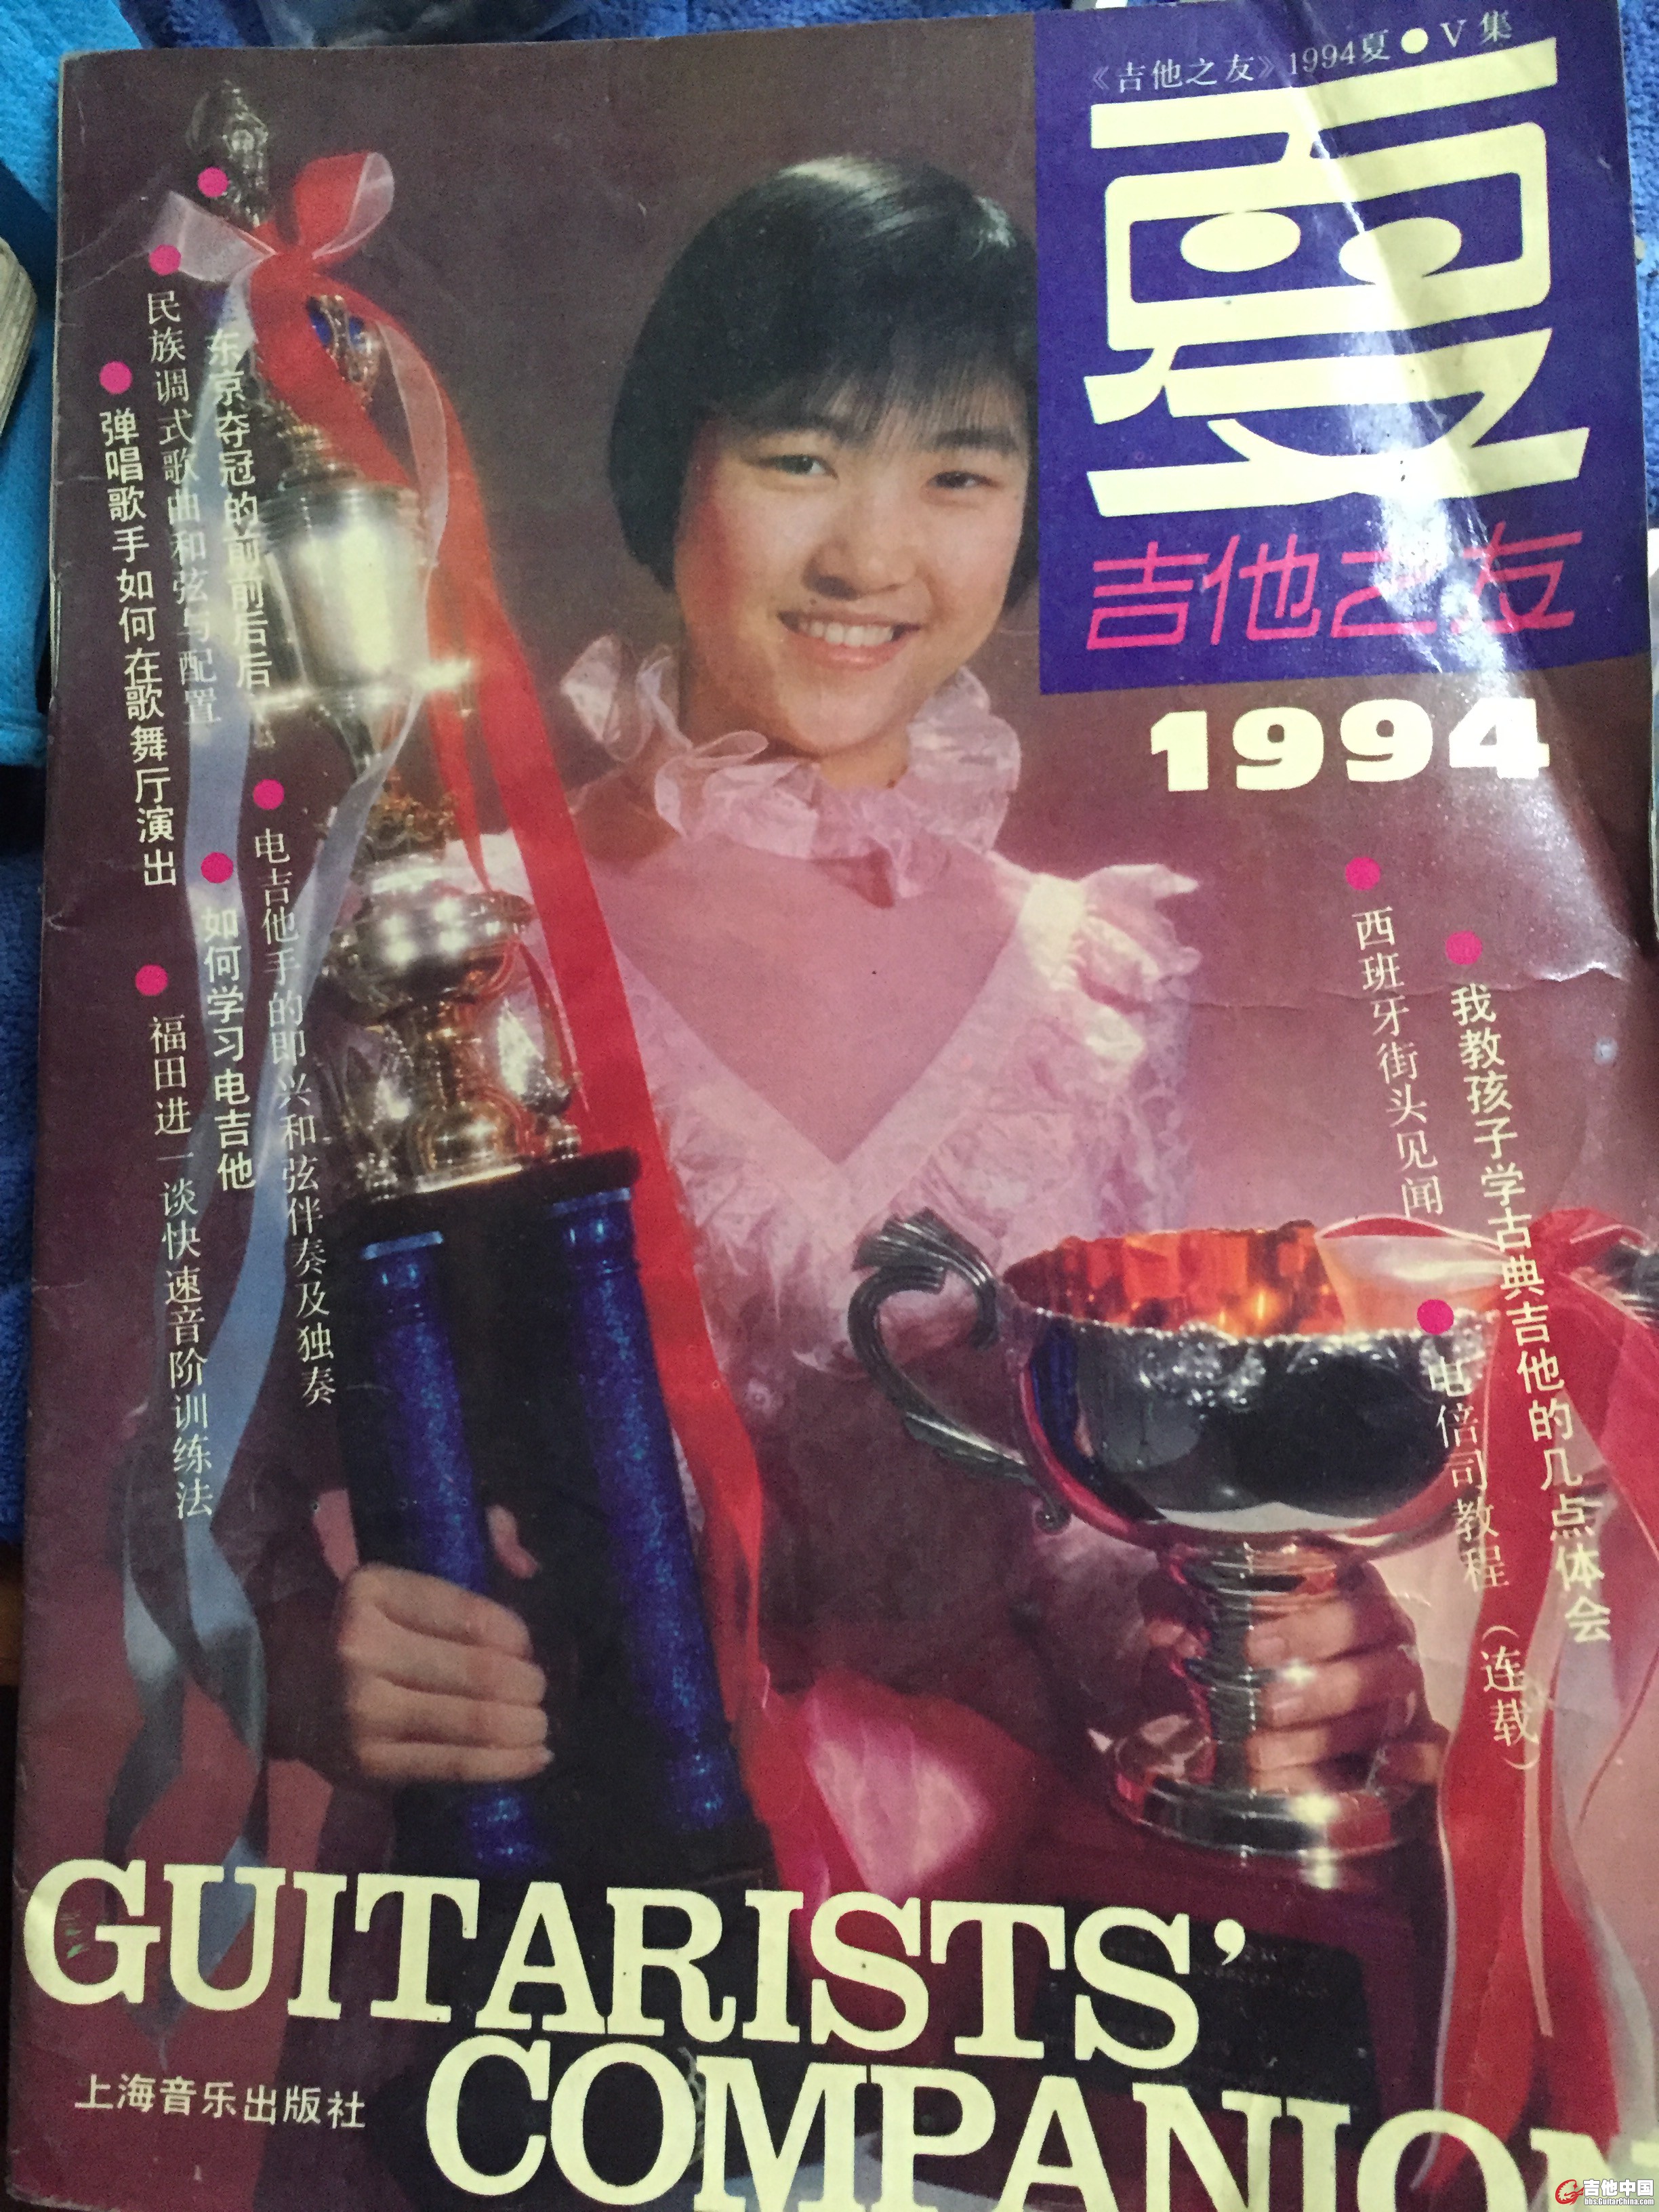 《吉他之友》1994夏•V集
夏
吉他之友
1994
东京夺冠的前前后后
民族调式歌曲和弦与配置
弹唱歌手如何在歌舞厅演出
电吉他手的即兴和弦伴奏及独奏
如何学习电吉他
福田进一谈快速音阶训练法
我教孩子学古典吉他的几点体会
西班牙街头见闻
电倍司教程(连载)
GUITARISTS'
COMPANION
上海音乐出版社
吉他中国
bbs.GuitarChina.com